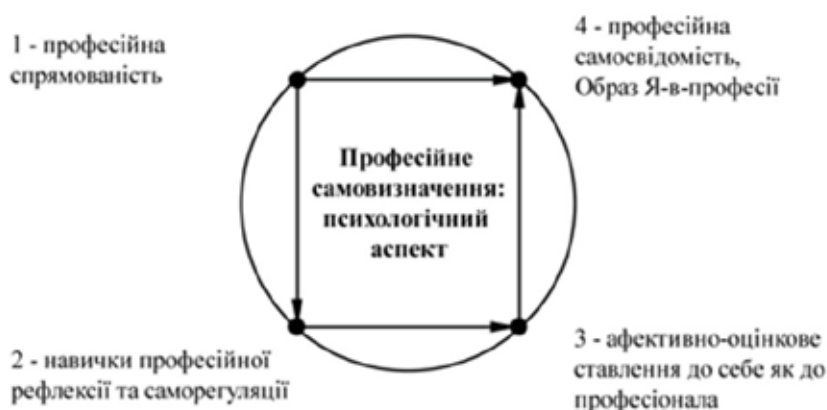 1 - професійна
спрямованість
4 - професійна
самосвідомість,
Образ Я-в-професії
Професійне
самовизначення:
психологічний
аспект
2 - навички професійної
рефлексії та саморегуляції
3 - афективно-оцінкове
ставлення до себе як до
професіонала